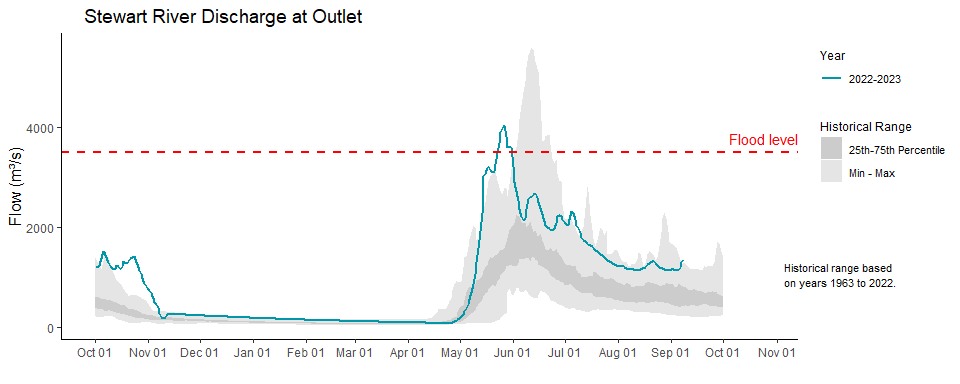 Stewart River Discharge at Outlet
Flow (m³/s)
4000
2000
0
Flood level
Oct 01 Nov 01 Dec 01 Jan 01 Feb 01 Mar 01 Apr 01 May 01 Jun 01 Jul 01 Aug 01 Sep 01 Oct 01 Nov 01
Year
2022-2023
Historical Range
25th-75th Percentile
Min - Max
Historical range based
on years 1963 to 2022.